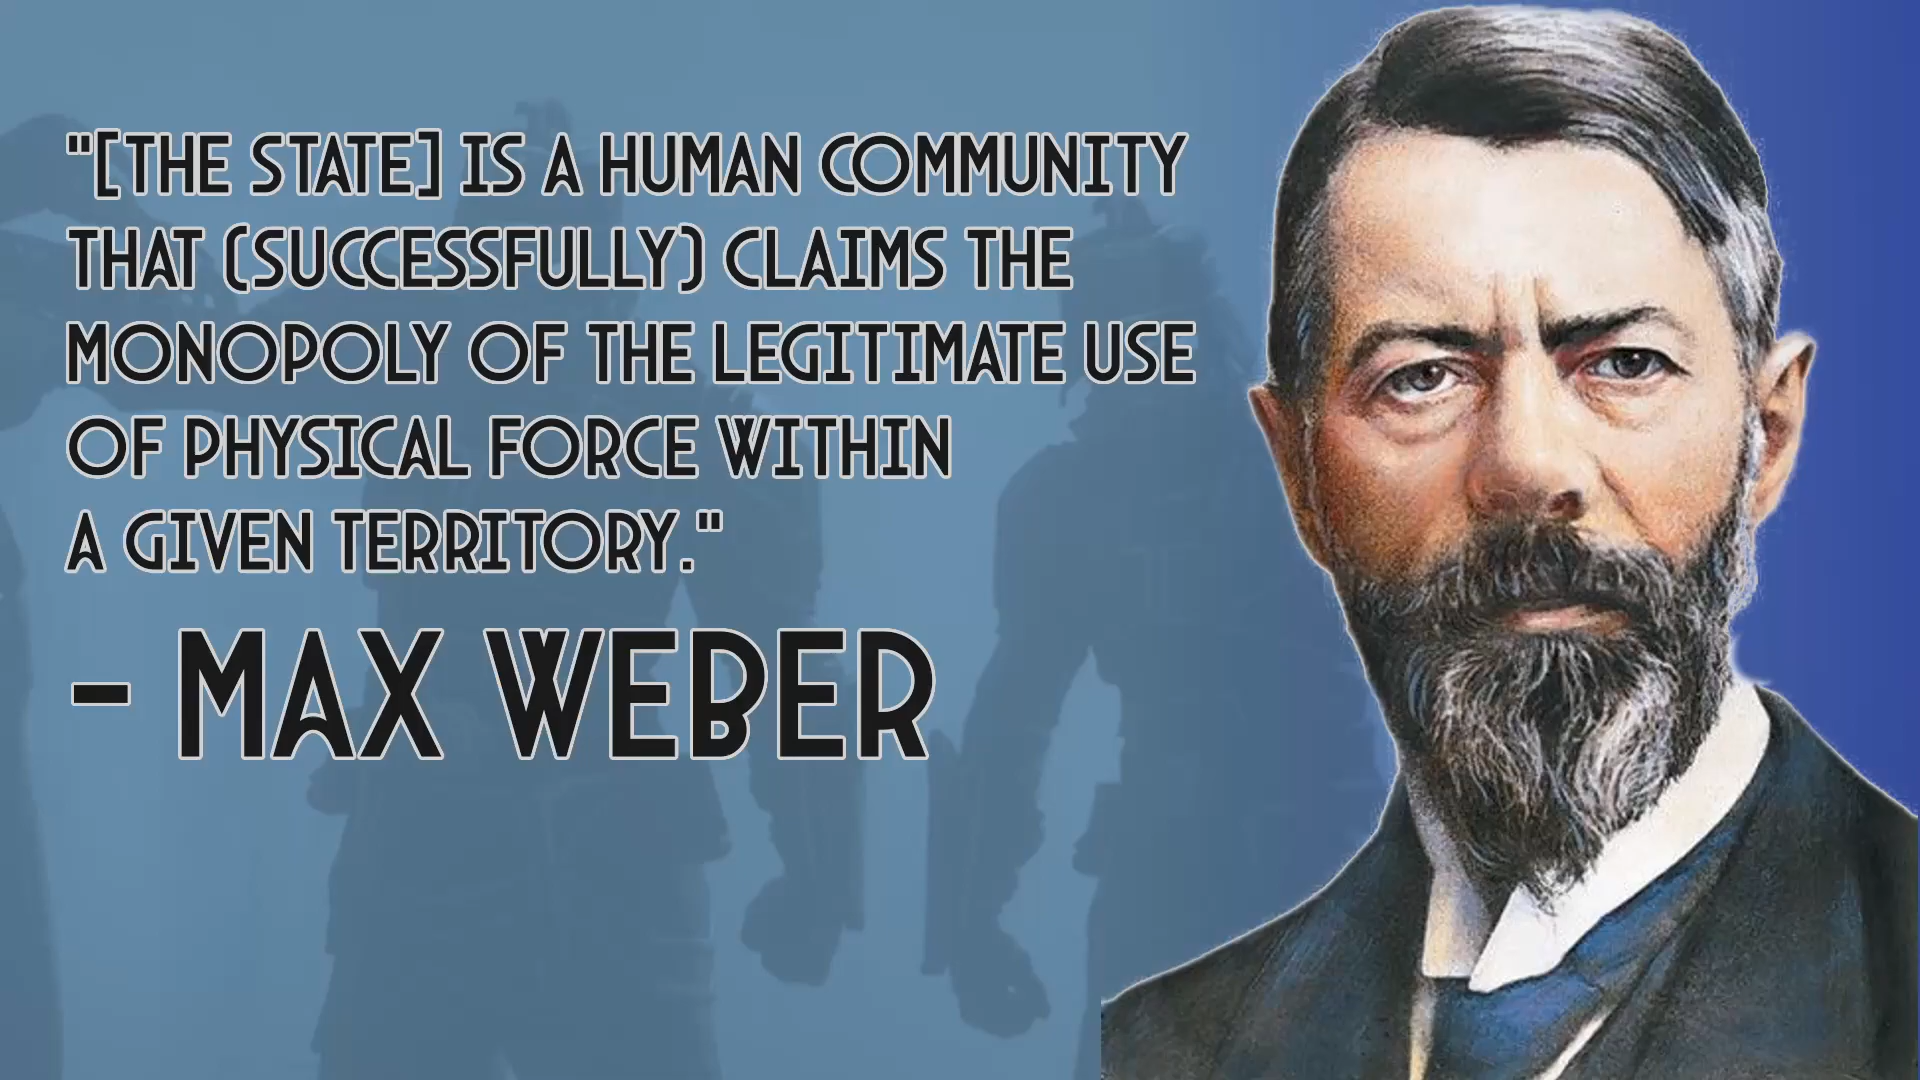 "[THE STATE] IS A HUMAN COMMUNITY
THAT (SUCCESSFULLY) CLAIMS THE
MONOPOLY OF THE LEGITIMATE USE
OF PHYSICAL FORCE WITHIN
A GIVEN TERRITORY."
- MAX WEBER